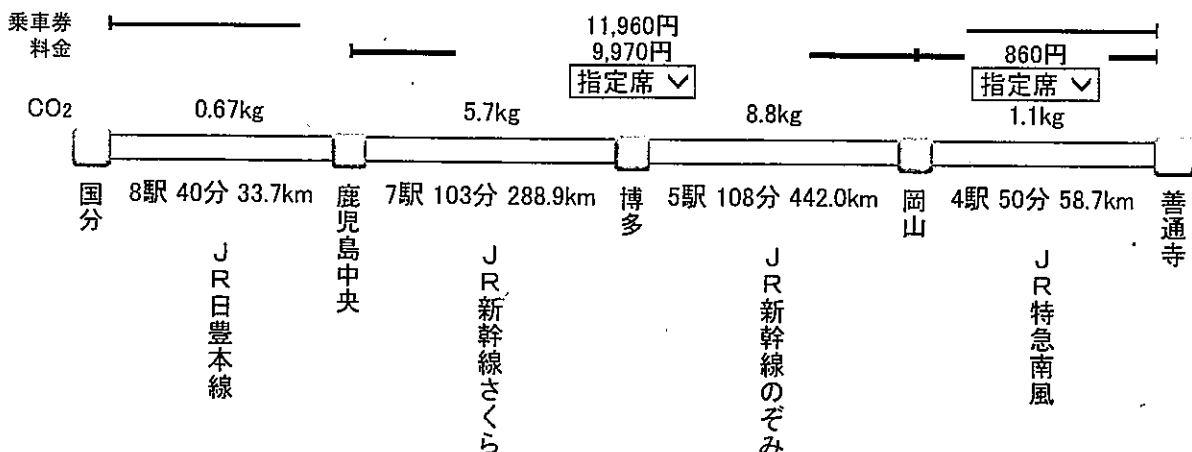 乗車券 11,960円
料金 9,970円 860円
指定席 指定席
CO2 0.67kg 5.7kg 8.8kg 1.1kg
国分 8駅 40分 33.7km 鹿児島中央 7駅 103分 288.9km 博多 5駅 108分 442.0km 岡山 4駅 50分 58.7km 善通寺
JR日豊本線 JR新幹線さくら JR新幹線のぞみ JR特急南風